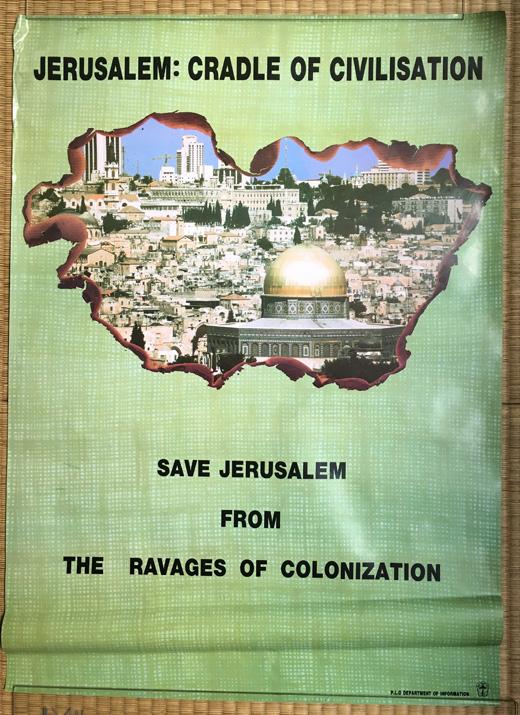 JERUSALEM: CRADLE OF CIVILISATION
SAVE JERUSALEM
FROM
THE RAVAGES OF COLONIZATION
P.L.O DEPARTMENT OF INFORMATION